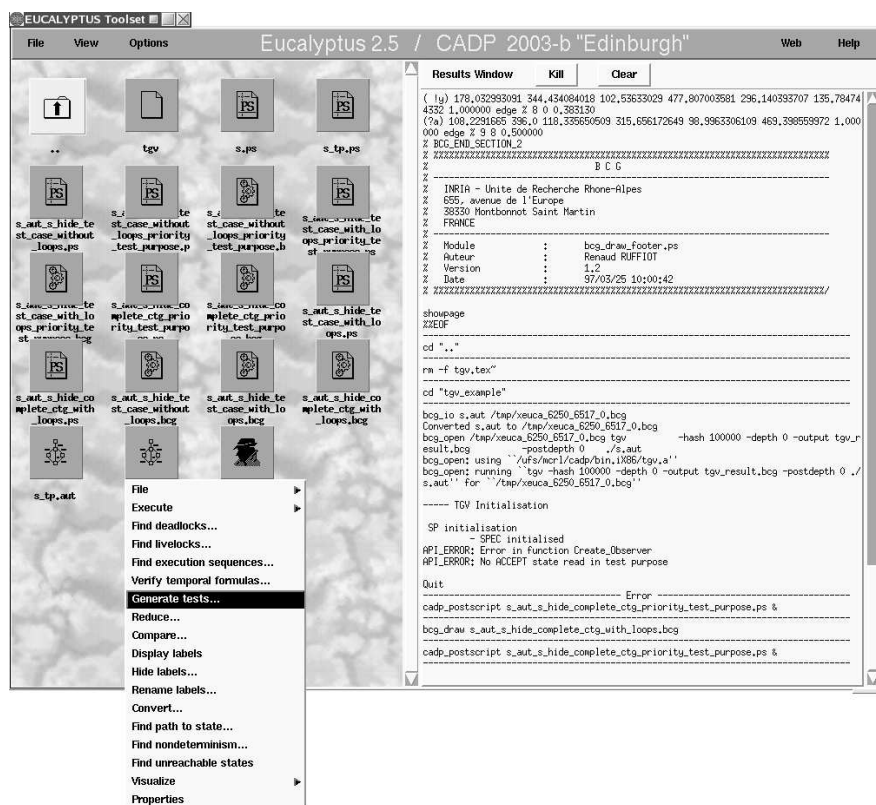 EUCALYPTUS Toolset
File View Options Eucalyptus 2.5 / CADP 2003-b "Edinburgh" Web Help
..
tgv
s.ps
s_tp.ps
s_aut_s_hide_te
st_case_without
_loops.ps
st_case_without
_loops_priority
_test_purpose.p
st_case_without
_loops_priority
_test_purpose.b
st_case_with_lo
ops_priority_te
st_case_with_lo
ops_priority_te
mplete_ctg_prio
rity_test_purpo
mplete_ctg_prio
rity_test_purpo
s_aut_s_hide_te
st_case_with_lo
ops.ps
s_aut_s_hide_co
mplete_ctg_with
_loops.ps
s_aut_s_hide_te
st_case_without
_loops.bcg
s_aut_s_hide_te
st_case_with_lo
ops.bcg
s_aut_s_hide_co
mplete_ctg_with
_loops.bcg
s_tp.aut
File
Execute
Find deadlocks...
Find livelocks...
Find execution sequences...
Verify temporal formulas...
Generate tests...
Reduce...
Compare...
Display labels
Hide labels...
Rename labels...
Convert...
Find path to state...
Find nondeterminism...
Find unreachable states
Visualize
Properties
Results Window Kill Clear
( !y) 178.032993091 344.434084018 102.53633029 477.807003581 296.140393707 135.78474
4332 1.000000 edge % 8 0 0.383130
(?a) 108.2291665 396.0 118.335650509 315.656172649 98.9963306109 469.398559972 1.000
000 edge % 9 8 0.500000
% BCG_END_SECTION_2
% B C G
% INRIA - Unite de Recherche Rhone-Alpes
% 655, avenue de l'Europe
% 38330 Montbonnot Saint Martin
% FRANCE
% Module : bcg_draw_footer.ps
% Auteur : Renaud RUFFIOT
% Version : 1.2
% Date : 97/03/25 10:00:42
showpage
%%EOF
cd ".."
rm -f tgv.tex~
cd "tgv_example"
bcg_io s.aut /tmp/xeuca_6250_6517_0.bcg
Converted s.aut to /tmp/xeuca_6250_6517_0.bcg
bcg_open /tmp/xeuca_6250_6517_0.bcg tgv -hash 100000 -depth 0 -output tgv_r
esult.bcg -postdepth 0 ./s.aut
bcg_open: using ``/ufs/mcrl/cadp/bin.iX86/tgv.a''
bcg_open: running ``tgv -hash 100000 -depth 0 -output tgv_result.bcg -postdepth 0 ./
s.aut'' for ``/tmp/xeuca_6250_6517_0.bcg''
----- TGV Initialisation
SP initialisation
- SPEC initialised
API_ERROR: Error in function Create_Observer
API_ERROR: No ACCEPT state read in test purpose
Quit
Error
cadp_postscript s_aut_s_hide_complete_ctg_priority_test_purpose.ps &
bcg_draw s_aut_s_hide_complete_ctg_with_loops.bcg
cadp_postscript s_aut_s_hide_complete_ctg_priority_test_purpose.ps &